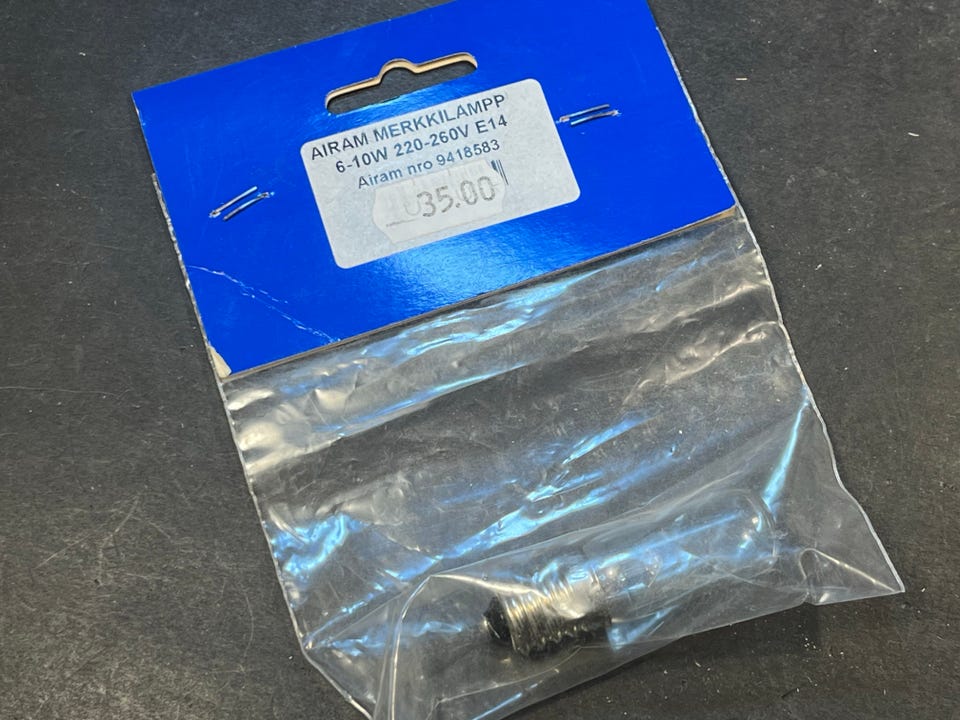 AIRAM MERKKILAMPP
6-10W 220-260V E14
Airam nro 9418583
35.00